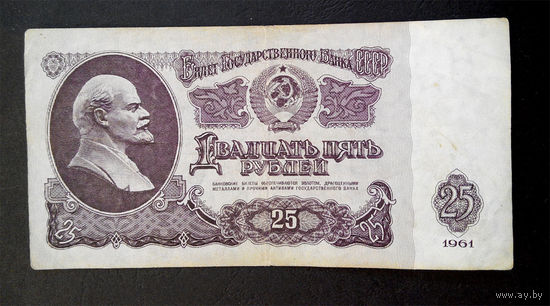 Билет Государственного Банка СССР
Двадцать пять
рублей
Банковские билеты обеспечиваются золотом, драгоценными
металлами и прочими активами Государственного банка
25
25
25
25
1961
www.ay.by